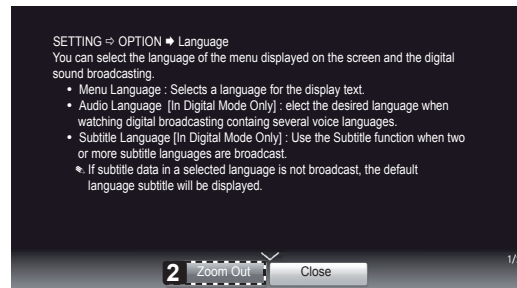 SETTING ⇨ OPTION ➡ Language
You can select the language of the menu displayed on the screen and the digital
sound broadcasting.
• Menu Language : Selects a language for the display text.
• Audio Language [In Digital Mode Only] : elect the desired language when
watching digital broadcasting containg several voice languages.
• Subtitle Language [In Digital Mode Only] : Use the Subtitle function when two
or more subtitle languages are broadcast.
✎ If subtitle data in a selected language is not broadcast, the default
language subtitle will be displayed.
2 Zoom Out Close